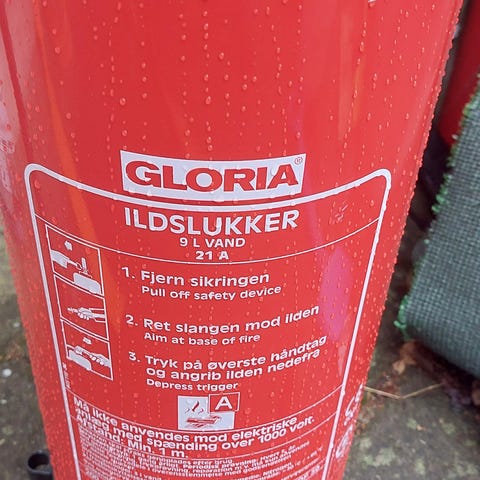 GLORIA®
ILDSLUKKER
9 L VAND
21 A
1. Fjern sikringen
Pull off safety device
2. Ret slangen mod ilden
Aim at base of fire
3. Tryk på øverste håndtag
og angrib ilden nedefra
Depress trigger
A
Må ikke anvendes mod elektriske
anlæg med spænding over 1000 volt.
Afstand Min. 1 m.